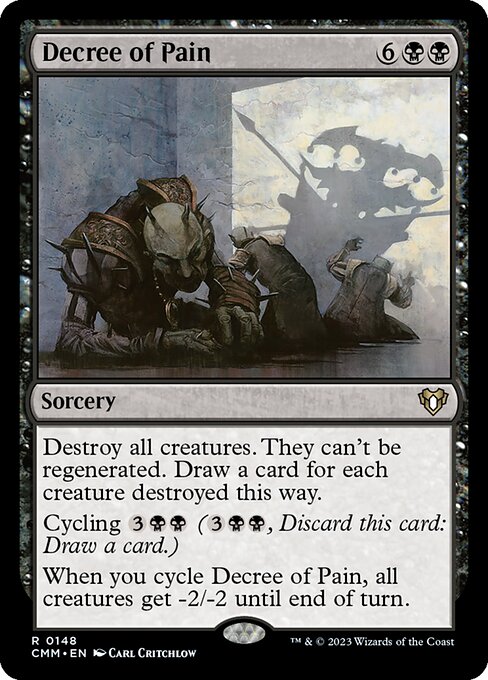 Decree of Pain 6
Sorcery
Destroy all creatures. They can't be
regenerated. Draw a card for each
creature destroyed this way.
Cycling 3 (3, Discard this card:
Draw a card.)
When you cycle Decree of Pain, all
creatures get -2/-2 until end of turn.
R 0148
CMM • EN Carl Critchlow
™ & © 2023 Wizards of the Coast